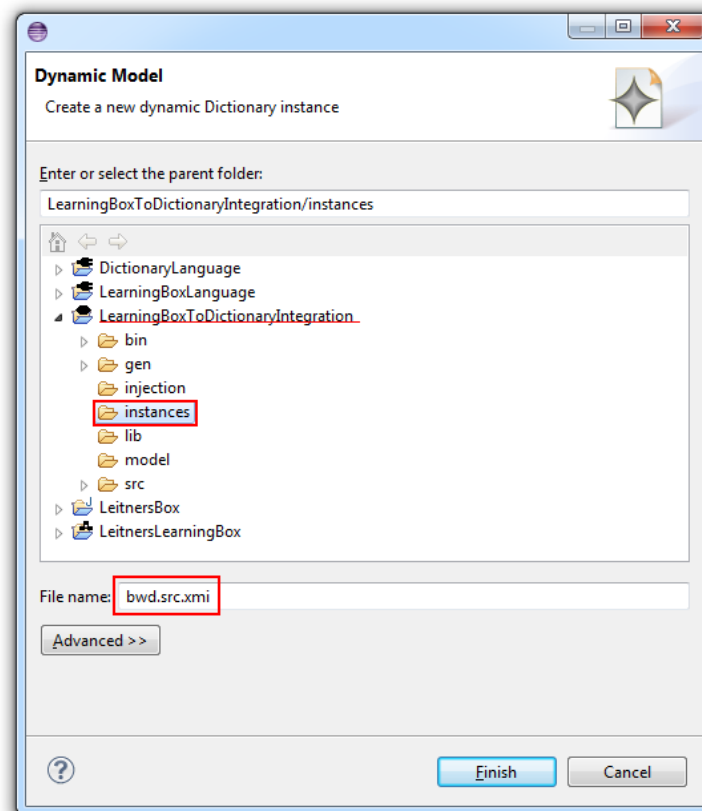 Dynamic Model
Create a new dynamic Dictionary instance
Enter or select the parent folder:
LearningBoxToDictionaryIntegration/instances
DictionaryLanguage
LearningBoxLanguage
LearningBoxToDictionaryIntegration
bin
gen
injection
instances
lib
model
src
LeitnersBox
LeitnersLearningBox
File name: bwd.src.xmi
Advanced >>
Finish Cancel